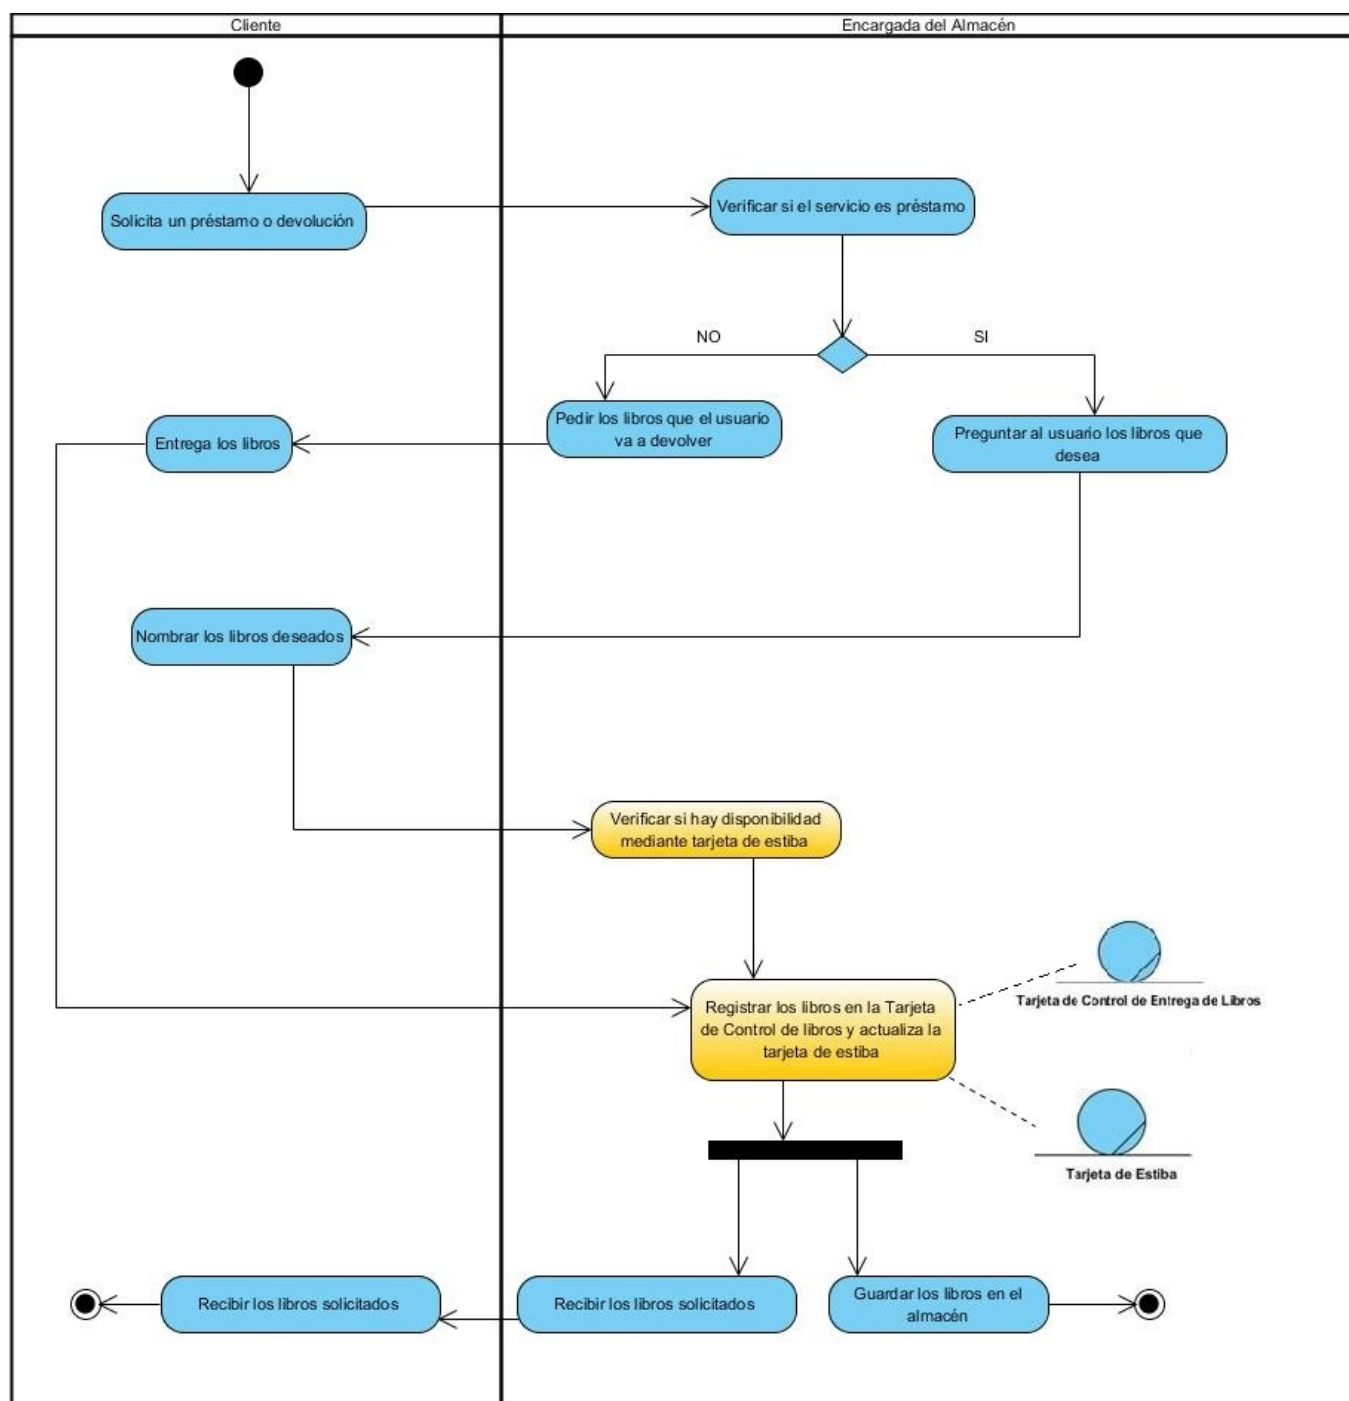 Cliente
Encargada del Almacén
Solicita un préstamo o devolución
Verificar si el servicio es préstamo
NO
SI
Pedir los libros que el usuario
va a devolver
Entrega los libros
Preguntar al usuario los libros que
desea
Nombrar los libros deseados
Verificar si hay disponibilidad
mediante tarjeta de estiba
Registrar los libros en la Tarjeta
de Control de libros y actualiza la
tarjeta de estiba
Tarjeta de Control de Entrega de Libros
Tarjeta de Estiba
Recibir los libros solicitados
Recibir los libros solicitados
Guardar los libros en el
almacén